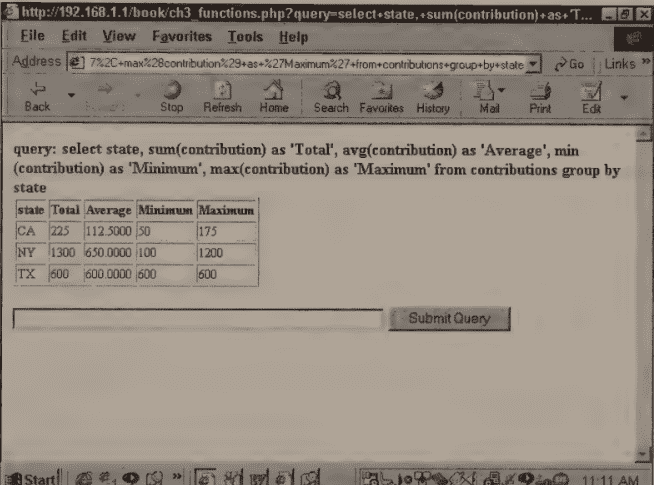 http://192.168.1.1/book/ch3_functions.php?query=select+state,+sum(contribution)+as+'T...
File Edit View Favorites Tools Help
Address 7%2C+max%28contribution%29+as+%27Maximum%27+from+contributions+group+by+state Go Links »
Back Stop Refresh Home Search Favorites History Mail Print Edit
query: select state, sum(contribution) as 'Total', avg(contribution) as 'Average', min
(contribution) as 'Minimum', max(contribution) as 'Maximum' from contributions group by
state
state Total Average Minimum Maximum
CA 225 112.5000 50 175
NY 1300 650.0000 100 1200
TX 600 600.0000 600 600
Submit Query
Start » 11:11 AM